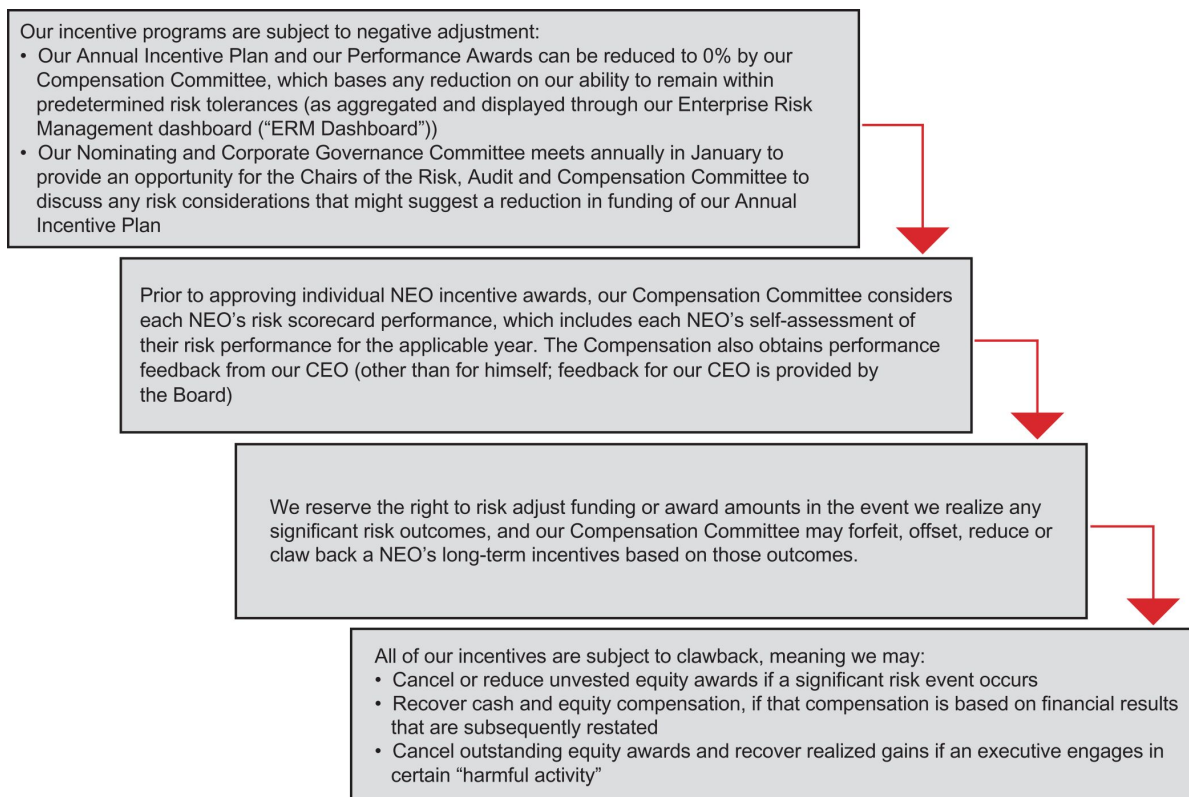 Our incentive programs are subject to negative adjustment:
• Our Annual Incentive Plan and our Performance Awards can be reduced to 0% by our
Compensation Committee, which bases any reduction on our ability to remain within
predetermined risk tolerances (as aggregated and displayed through our Enterprise Risk
Management dashboard (“ERM Dashboard”))
• Our Nominating and Corporate Governance Committee meets annually in January to
provide an opportunity for the Chairs of the Risk, Audit and Compensation Committee to
discuss any risk considerations that might suggest a reduction in funding of our Annual
Incentive Plan
Prior to approving individual NEO incentive awards, our Compensation Committee considers
each NEO’s risk scorecard performance, which includes each NEO’s self-assessment of
their risk performance for the applicable year. The Compensation also obtains performance
feedback from our CEO (other than for himself; feedback for our CEO is provided by
the Board)
We reserve the right to risk adjust funding or award amounts in the event we realize any
significant risk outcomes, and our Compensation Committee may forfeit, offset, reduce or
claw back a NEO’s long-term incentives based on those outcomes.
All of our incentives are subject to clawback, meaning we may:
• Cancel or reduce unvested equity awards if a significant risk event occurs
• Recover cash and equity compensation, if that compensation is based on financial results
that are subsequently restated
• Cancel outstanding equity awards and recover realized gains if an executive engages in
certain “harmful activity”